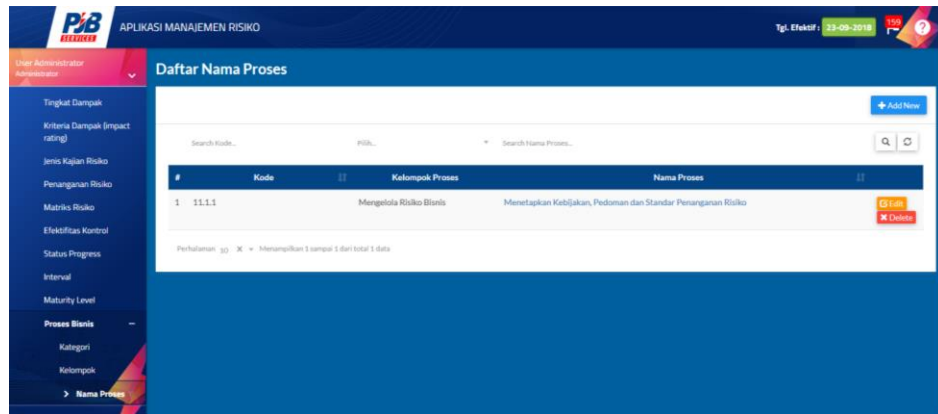 PJB
SERVICES
APLIKASI MANAJEMEN RISIKO
Tgl. Efektif : 23-09-2018
159
?
User Administrator
Administrator
Daftar Nama Proses
Tingkat Dampak
Kriteria Dampak (impact
rating)
Jenis Kajian Risiko
Penanganan Risiko
Matriks Risiko
Efektifitas Kontrol
Status Progress
Interval
Maturity Level
Proses Bisnis
Kategori
Kelompok
> Nama Proses
+ Add New
Search Kode... Pilih... Search Nama Proses...
# Kode Kelompok Proses Nama Proses
1 11.1.1 Mengelola Risiko Bisnis Menetapkan Kebijakan, Pedoman dan Standar Penanganan Risiko Edit
Delete
Perhalaman 10 Menampilkan 1 sampai 1 dari total 1 data